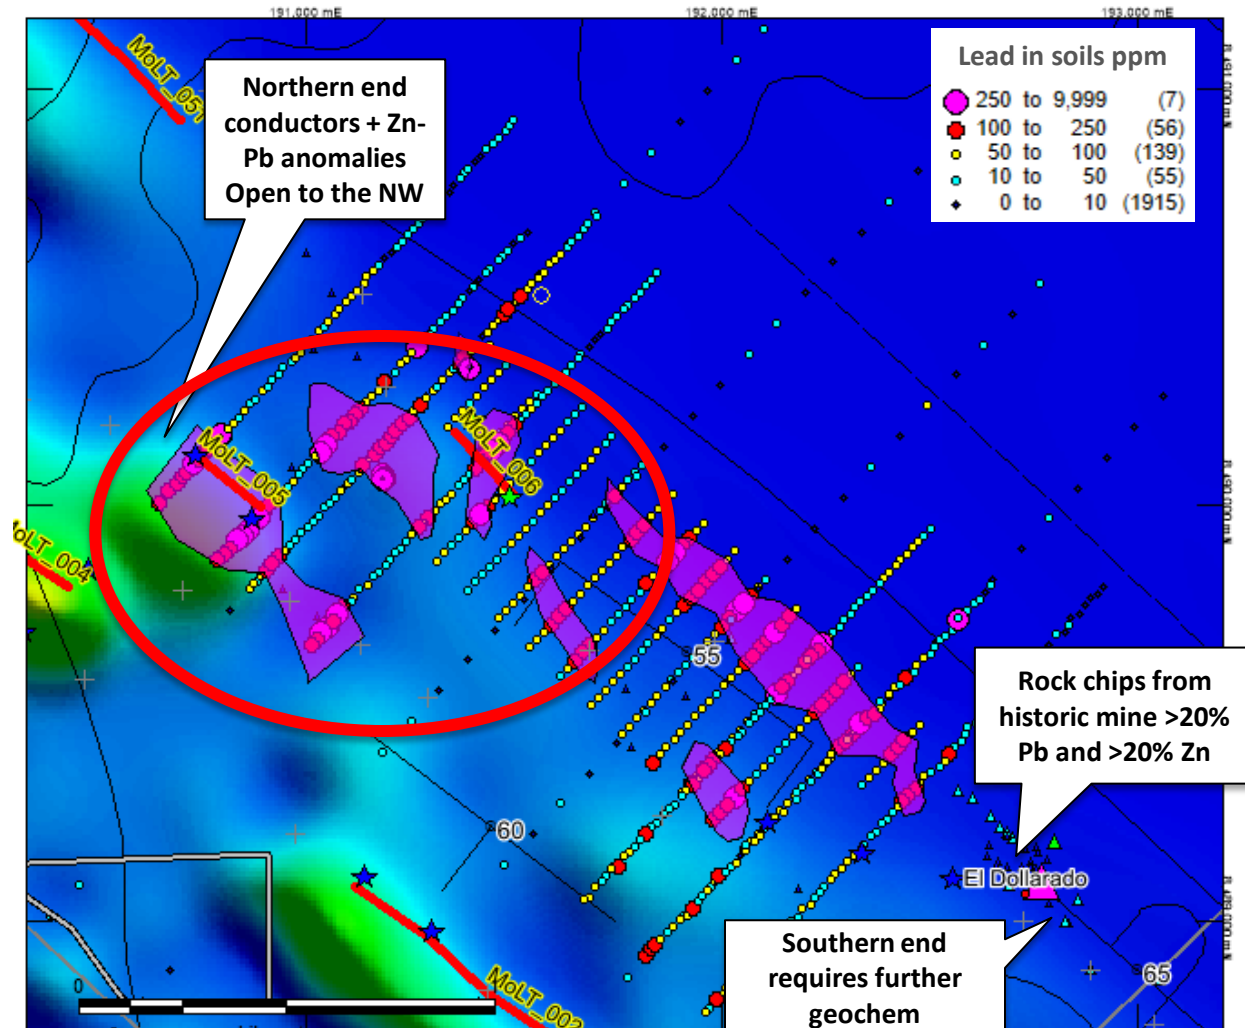 191,000 mE
192,000 mE
193,000 mE
MoLT_051
Northern end
conductors + Zn-
Pb anomalies
Open to the NW
Lead in soils ppm
250 to 9,999 (7)
100 to 250 (56)
50 to 100 (139)
10 to 50 (55)
0 to 10 (1915)
MoLT_006
MoLT_005
MoLT_004
55
Rock chips from
historic mine >20%
Pb and >20% Zn
60
El Dollarado
Southern end
requires further
geochem
65
MoLT_002
0